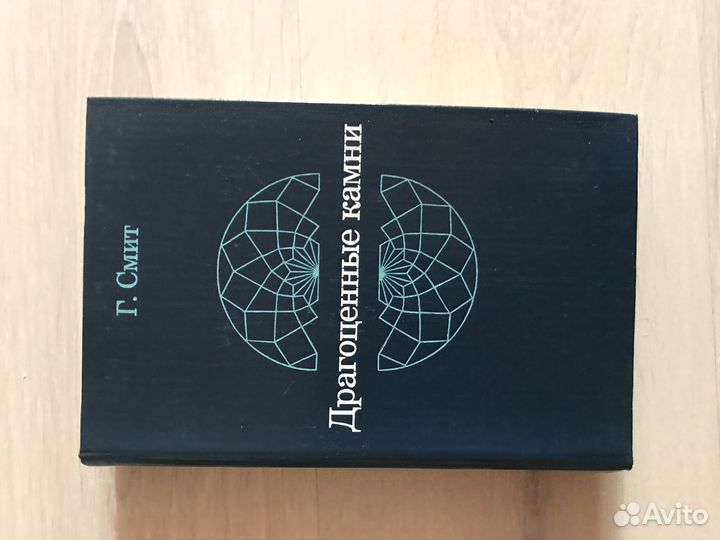 Г. Смит
Драгоценные камни
Avito